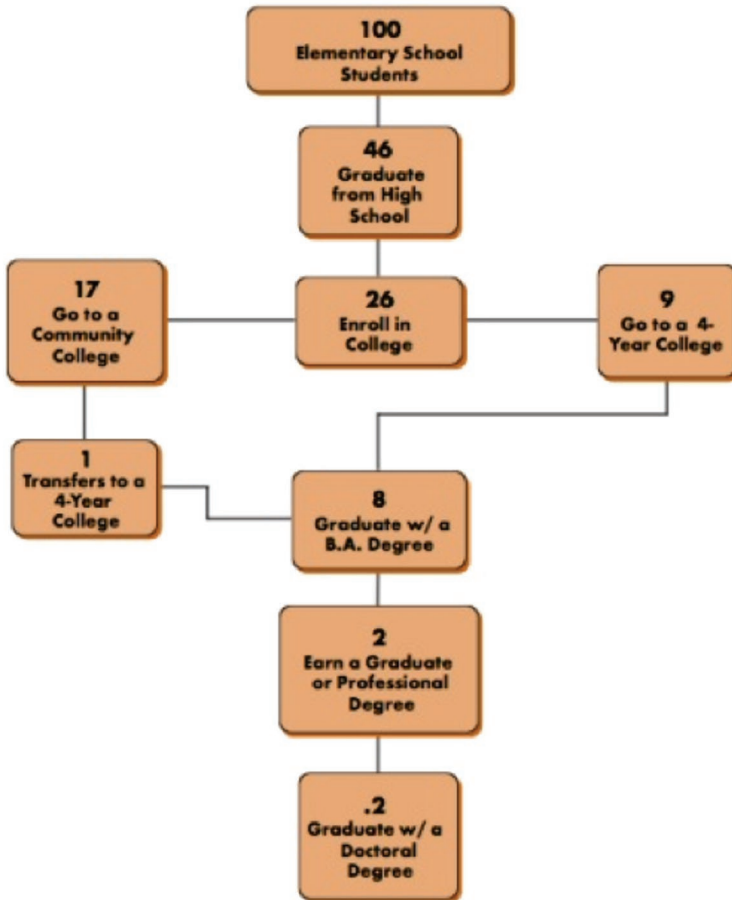 100
Elementary School
Students
46
Graduate
from High
School
17
Go to a
Community
College
26
Enroll in
College
9
Go to a 4-
Year College
1
Transfers to a
4-Year
College
8
Graduate w/ a
B.A. Degree
2
Earn a Graduate
or Professional
Degree
.2
Graduate w/ a
Doctoral
Degree